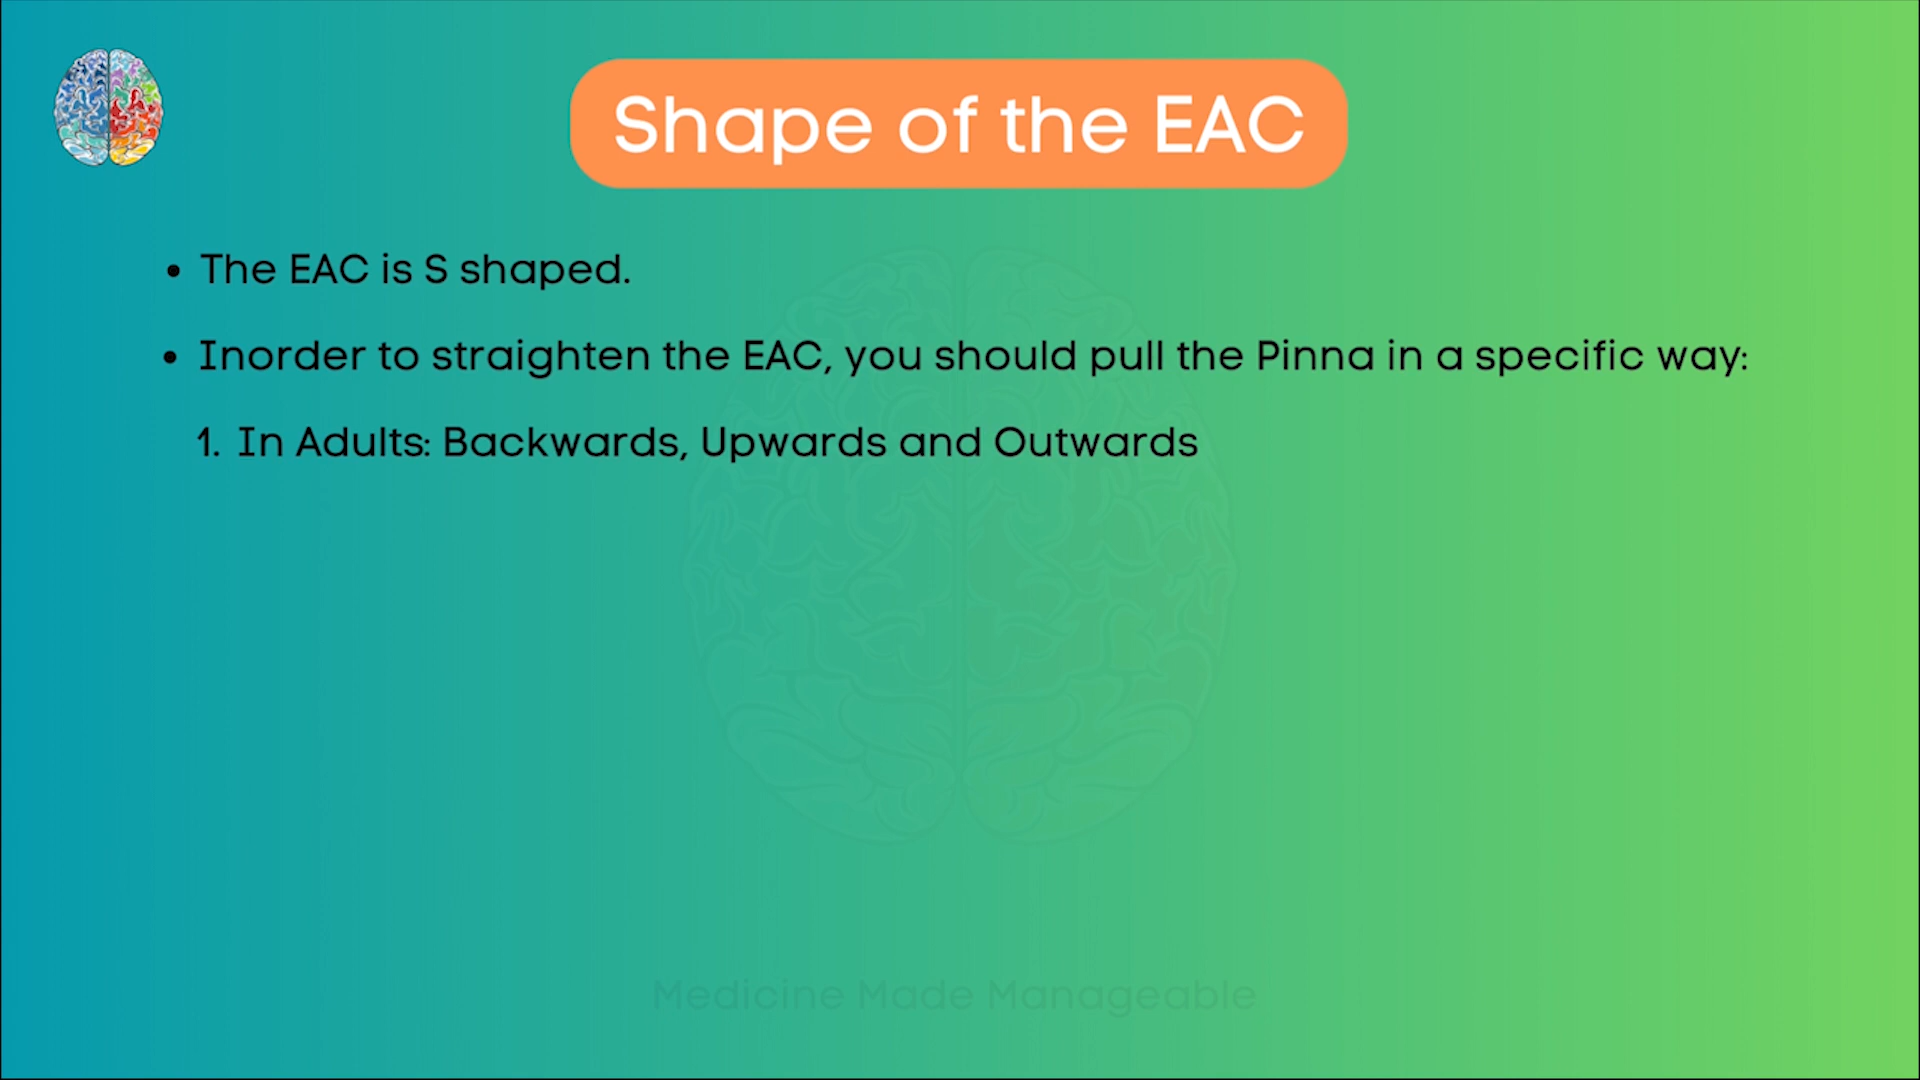 Shape of the EAC
• The EAC is S shaped.
• Inorder to straighten the EAC, you should pull the Pinna in a specific way:
1. In Adults: Backwards, Upwards and Outwards
Medicine Made Manageable